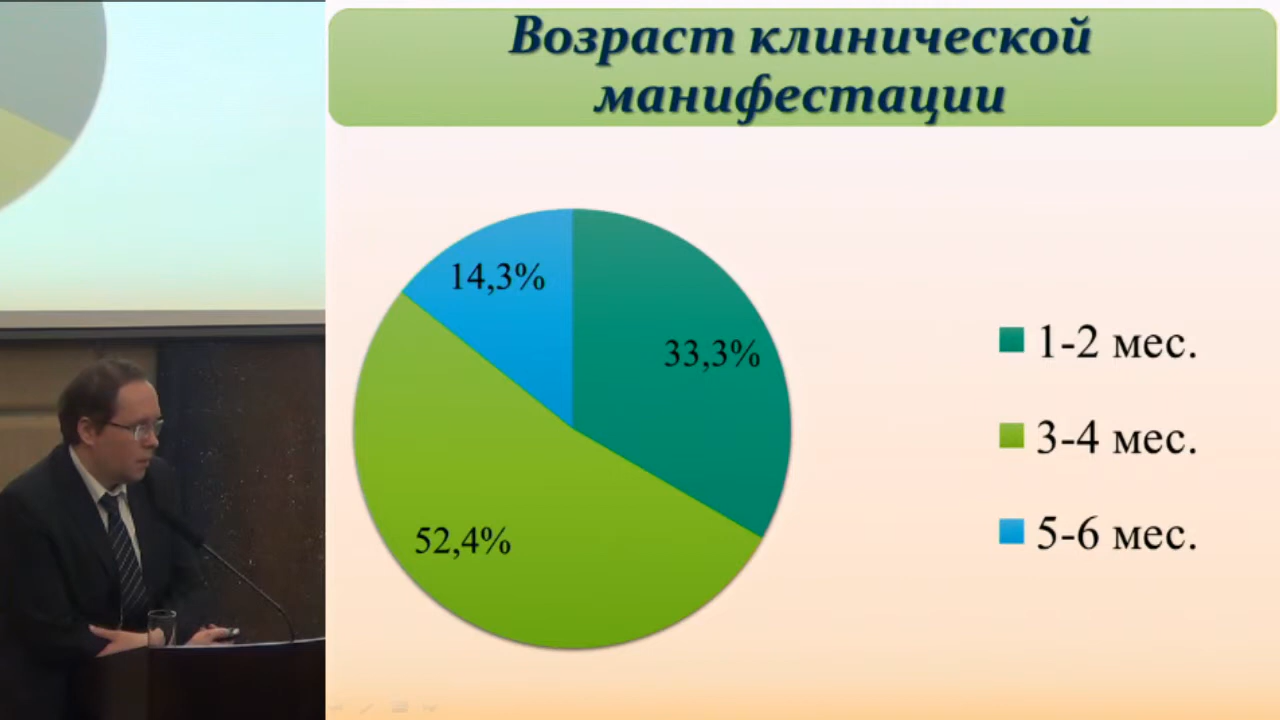 Возраст клинической
манифестации
14,3%
33,3%
52,4%
1-2 мес.
3-4 мес.
5-6 мес.